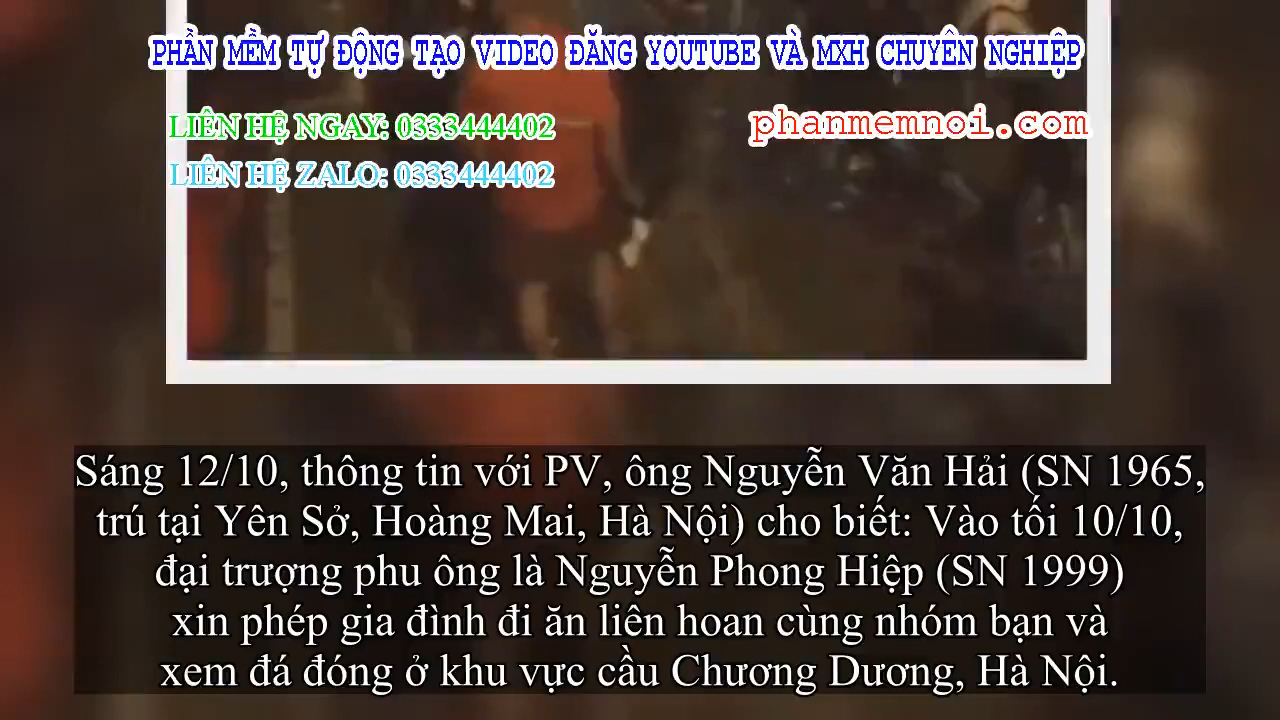 PHẦN MỀM TỰ ĐỘNG TẠO VIDEO ĐĂNG YOUTUBE VÀ MXH CHUYÊN NGHIỆP
LIÊN HỆ NGAY: 0333444402
phanmemnoi.com
LIÊN HỆ ZALO: 0333444402
Sáng 12/10, thông tin với PV, ông Nguyễn Văn Hải (SN 1965,
trú tại Yên Sở, Hoàng Mai, Hà Nội) cho biết: Vào tối 10/10,
đại trượng phu ông là Nguyễn Phong Hiệp (SN 1999)
xin phép gia đình đi ăn liên hoan cùng nhóm bạn và
xem đá đóng ở khu vực cầu Chương Dương, Hà Nội.